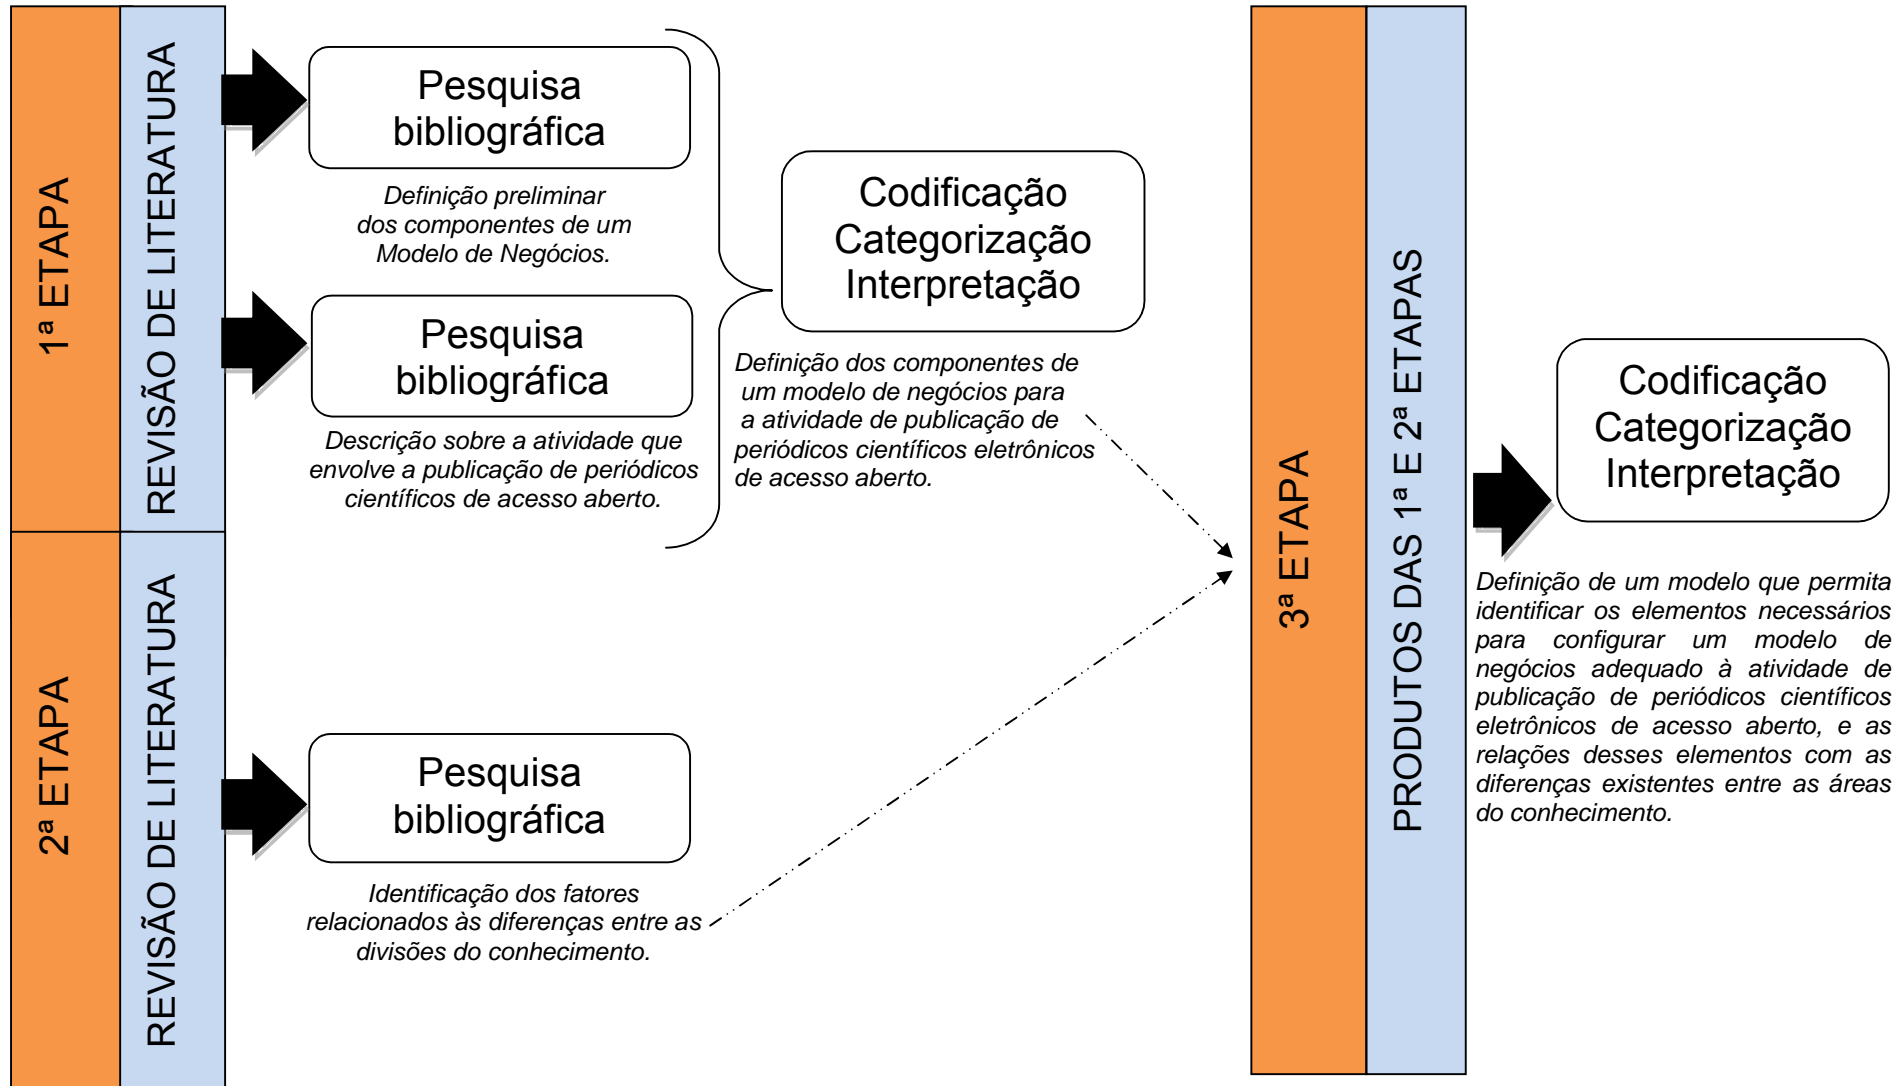 1ª ETAPA
REVISÃO DE LITERATURA
Pesquisa
bibliográfica
Definição preliminar
dos componentes de um
Modelo de Negócios.
Pesquisa
bibliográfica
Descrição sobre a atividade que
envolve a publicação de periódicos
científicos de acesso aberto.
Codificação
Categorização
Interpretação
Definição dos componentes de
um modelo de negócios para
a atividade de publicação de
periódicos científicos eletrônicos
de acesso aberto.
2ª ETAPA
REVISÃO DE LITERATURA
Pesquisa
bibliográfica
Identificação dos fatores
relacionados às diferenças entre as
divisões do conhecimento.
3ª ETAPA
PRODUTOS DAS 1ª E 2ª ETAPAS
Codificação
Categorização
Interpretação
Definição de um modelo que permita
identificar os elementos necessários
para configurar um modelo de
negócios adequado à atividade de
publicação de periódicos científicos
eletrônicos de acesso aberto, e as
relações desses elementos com as
diferenças existentes entre as áreas
do conhecimento.